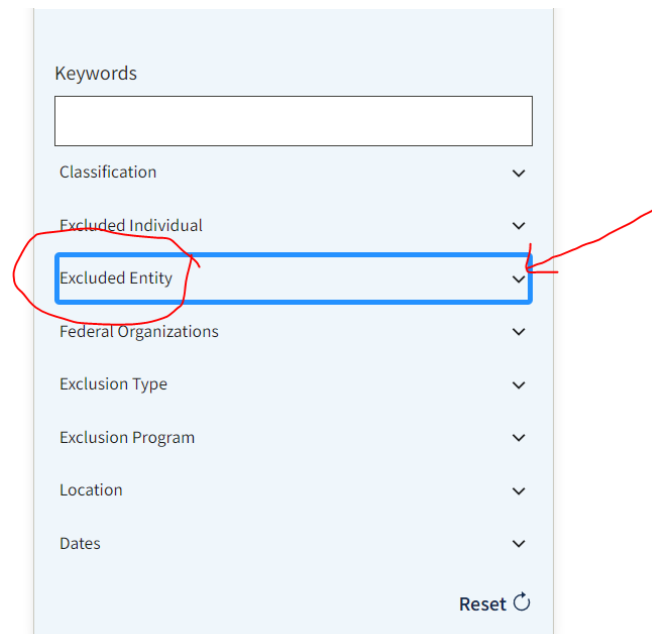 Keywords
Classification
Excluded Individual
Excluded Entity
Federal Organizations
Exclusion Type
Exclusion Program
Location
Dates
Reset